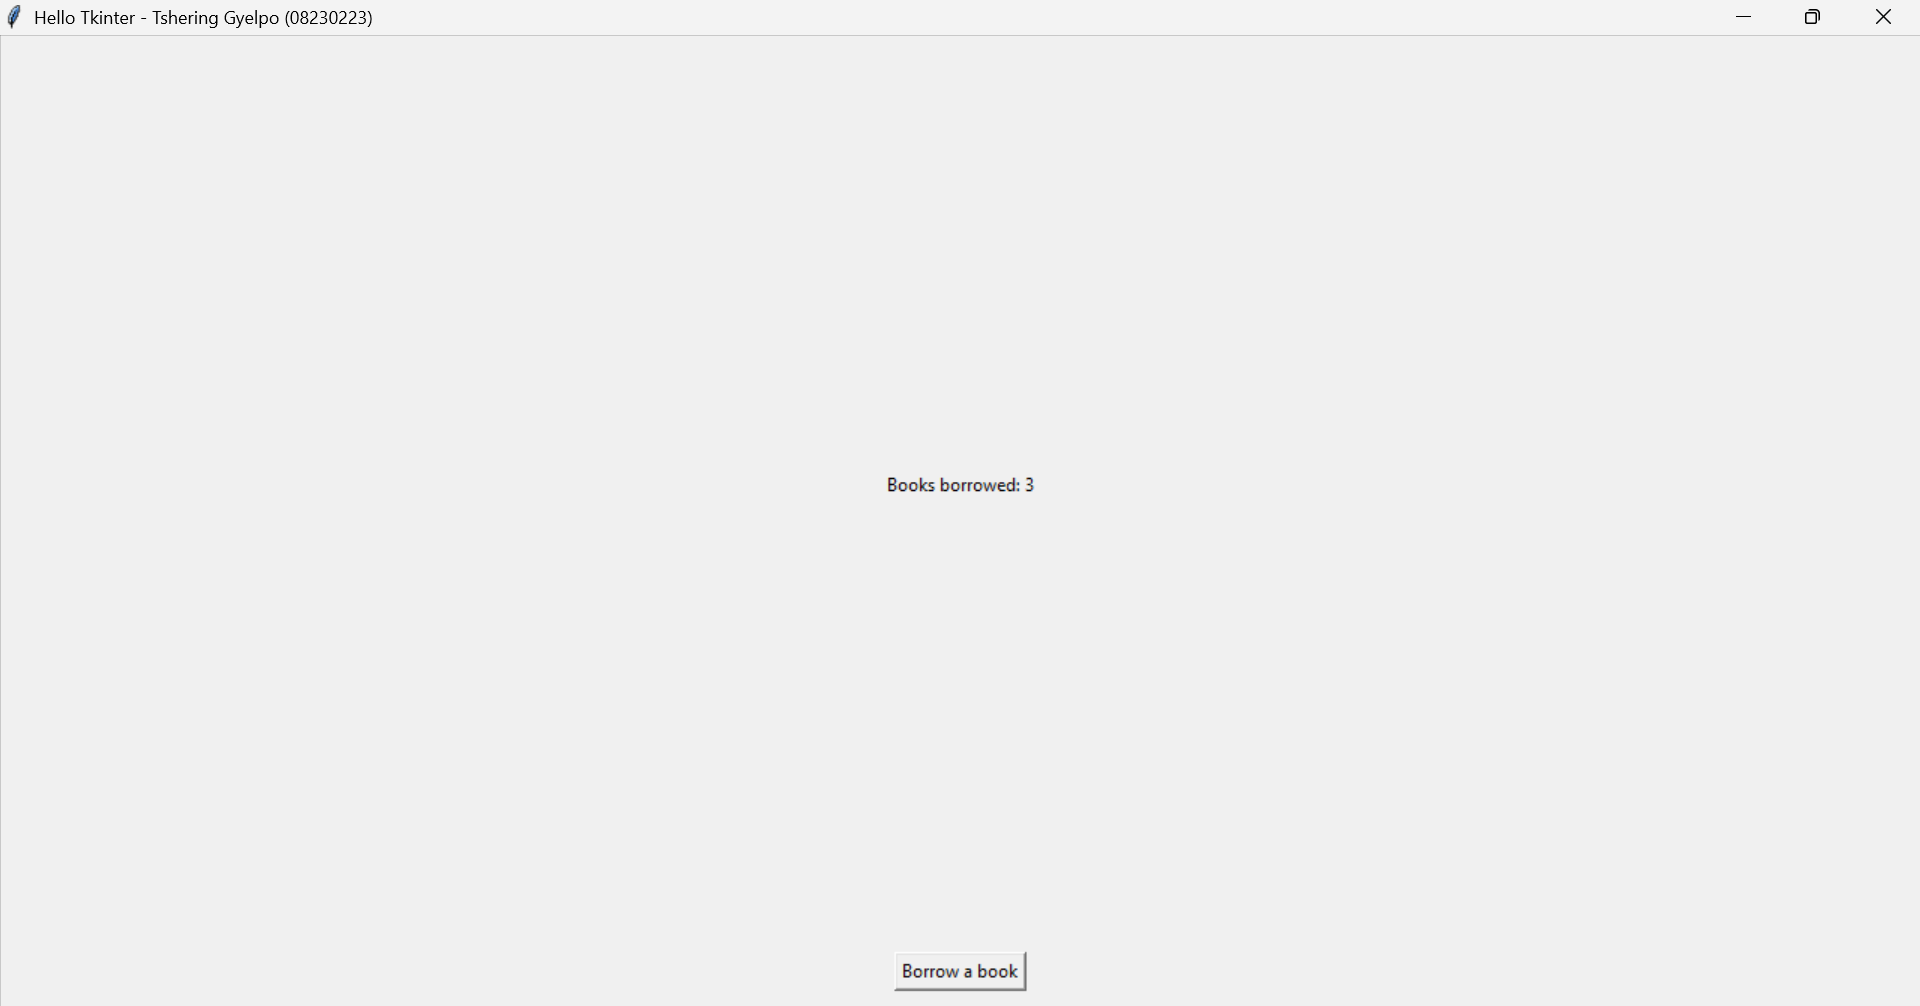 Hello Tkinter - Tshering Gyelpo (08230223)
Books borrowed: 3
Borrow a book